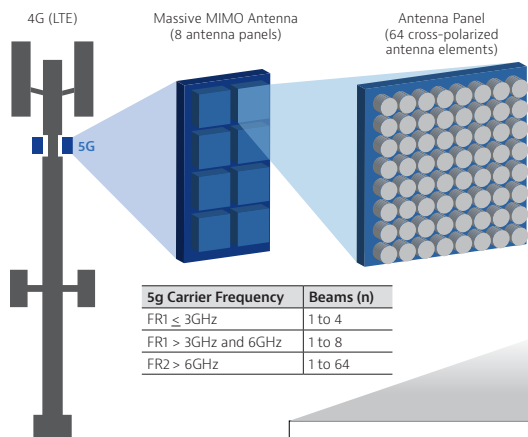 4G (LTE)
Massive MIMO Antenna
(8 antenna panels)
Antenna Panel
(64 cross-polarized
antenna elements)
5G
5g Carrier Frequency Beams (n)
FR1 ≤ 3GHz 1 to 4
FR1 > 3GHz and 6GHz 1 to 8
FR2 > 6GHz 1 to 64